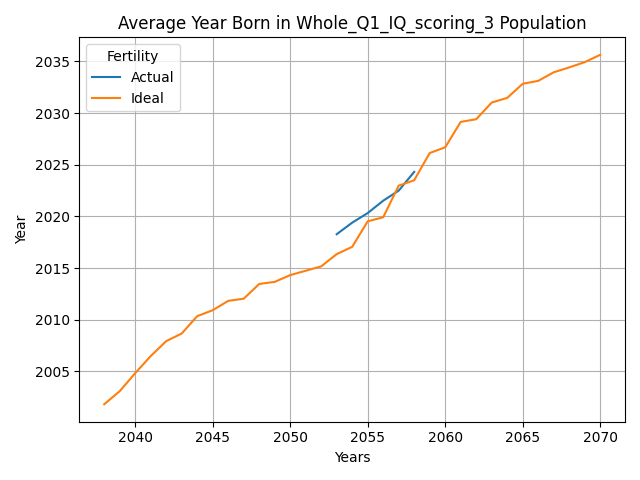 Average Year Born in Whole_Q1_IQ_scoring_3 Population
Fertility
Actual
Ideal
Year
2035
2030
2025
2020
2015
2010
2005
2040
2045
2050
2055
2060
2065
2070
Years